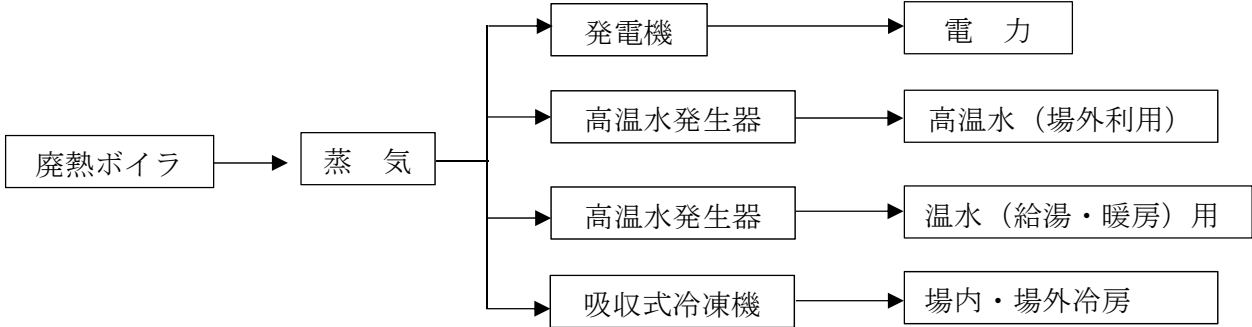 発電機
電　力
高温水発生器
高温水（場外利用）
廃熱ボイラ
蒸　気
高温水発生器
温水（給湯・暖房）用
吸収式冷凍機
場内・場外冷房